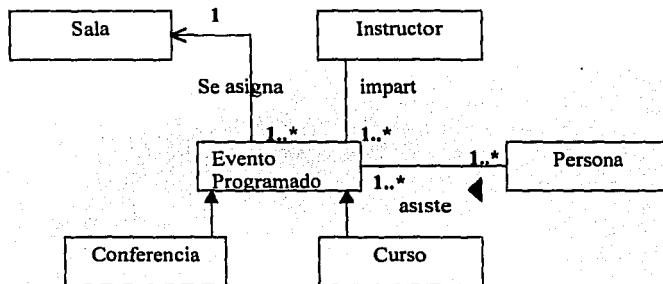 1
Sala
Instructor
Se asigna
impart
1..*
1..*
Evento
Programado
1..*
Persona
1..*
asiste
Conferencia
Curso